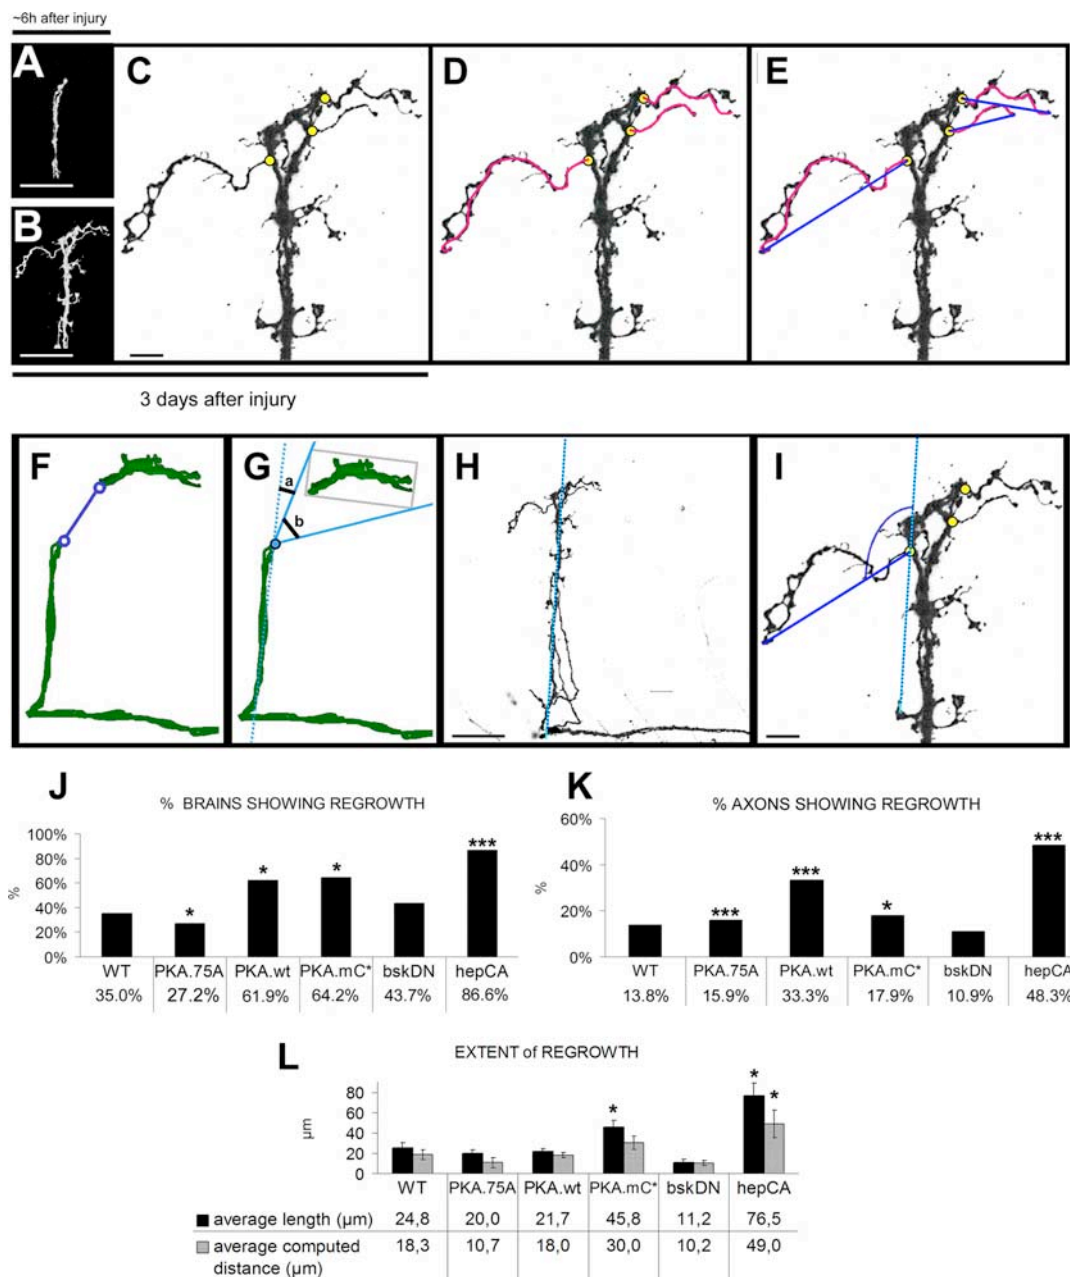 ~6h after injury
A
B
C
D
E
3 days after injury
F
G
a
b
H
I
J
% BRAINS SHOWING REGROWTH
100%
80%
60%
40%
20%
0%
%
*
*
*
***
WT PKA.75A PKA.wt PKA.mC* bskDN hepCA
35.0% 27.2% 61.9% 64.2% 43.7% 86.6%
K
% AXONS SHOWING REGROWTH
60%
40%
20%
0%
%
***
***
*
***
WT PKA.75A PKA.wt PKA.mC* bskDN hepCA
13.8% 15.9% 33.3% 17.9% 10.9% 48.3%
L
EXTENT of REGROWTH
80
60
40
20
0
µm
*
*
*
WT PKA.75A PKA.wt PKA.mC* bskDN hepCA
average length (µm) 24,8 20,0 21,7 45,8 11,2 76,5
average computed 18,3 10,7 18,0 30,0 10,2 49,0
distance (µm)